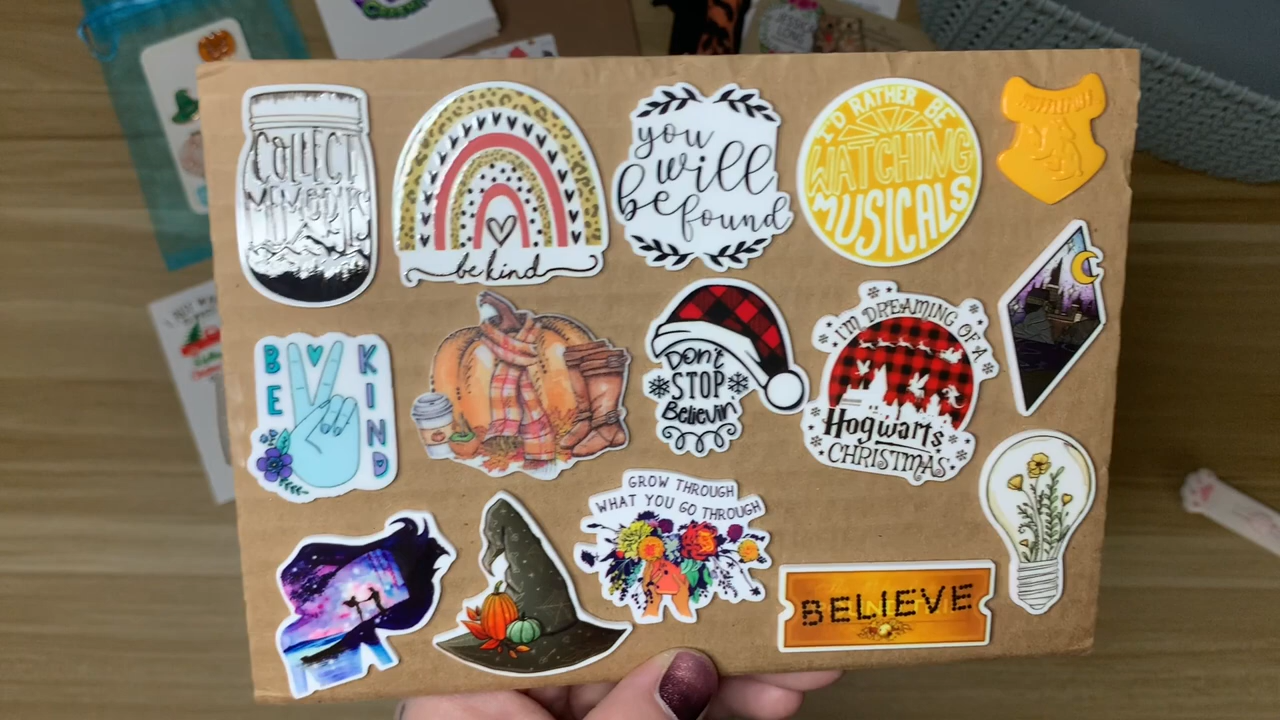 COLLECT
MEMORIES
be kind
you
will
be found
I'D RATHER BE
WATCHING
MUSICALS
BE KIND
Don't
STOP
Believin'
I'M DREAMING OF A
Hogwarts
CHRISTMAS
GROW THROUGH
WHAT YOU GO THROUGH
BELIEVE